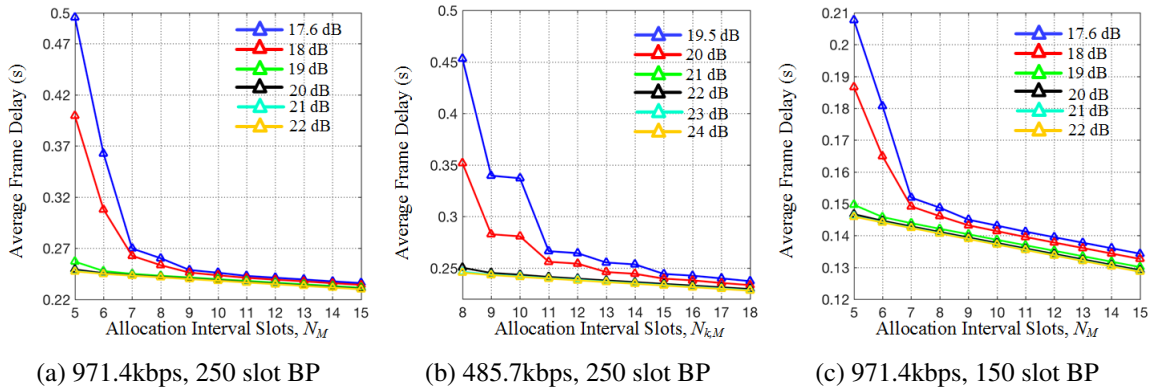 0.5
0.47
0.42
0.37
0.32
0.27
0.22
Average Frame Delay (s)
17.6 dB
18 dB
19 dB
20 dB
21 dB
22 dB
5 6 7 8 9 10 11 12 13 14 15
Allocation Interval Slots, N_M
(a) 971.4kbps, 250 slot BP
0.5
0.45
0.4
0.35
0.3
0.25
Average Frame Delay (s)
19.5 dB
20 dB
21 dB
22 dB
23 dB
24 dB
8 9 10 11 12 13 14 15 16 17 18
Allocation Interval Slots, N_{k,M}
(b) 485.7kbps, 250 slot BP
0.21
0.2
0.19
0.18
0.17
0.16
0.15
0.14
0.13
0.12
Average Frame Delay (s)
17.6 dB
18 dB
19 dB
20 dB
21 dB
22 dB
5 6 7 8 9 10 11 12 13 14 15
Allocation Interval Slots, N_M
(c) 971.4kbps, 150 slot BP